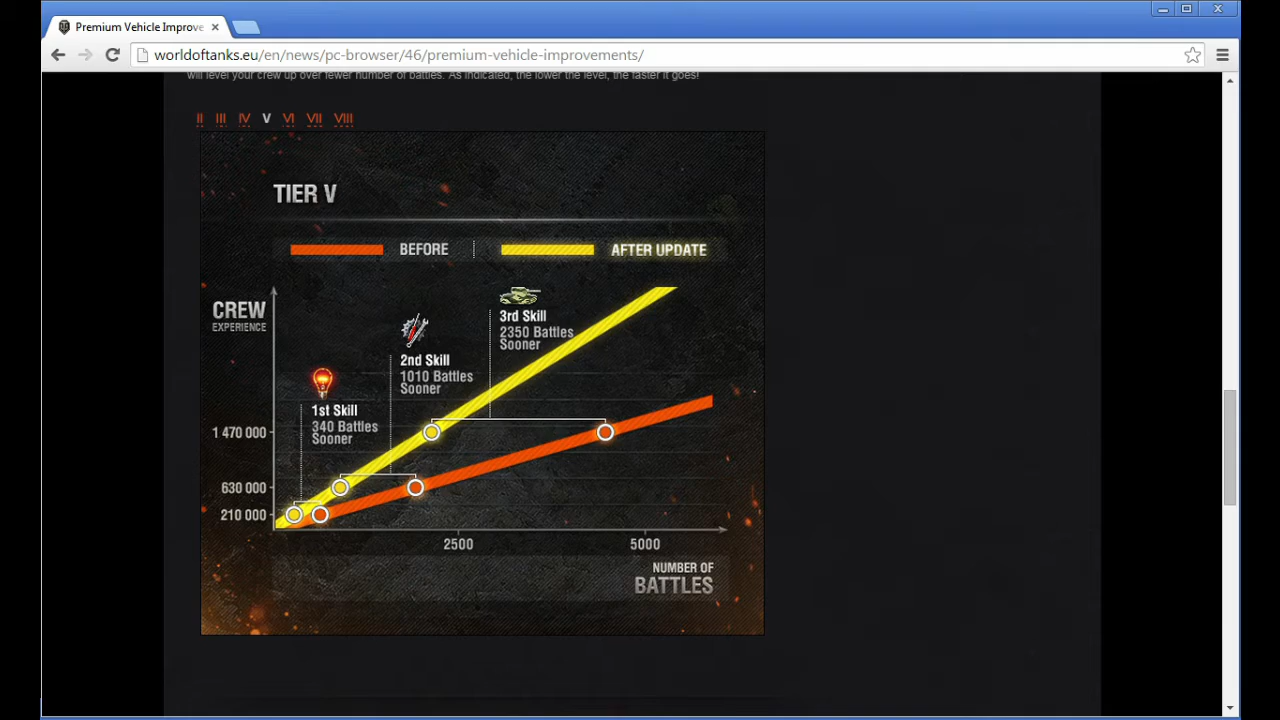 Premium Vehicle Improve
worldoftanks.eu/en/news/pc-browser/46/premium-vehicle-improvements/
will level your crew up over fewer number of battles. As indicated, the lower the level, the faster it goes!
II III IV V VI VII VIII
TIER V
BEFORE AFTER UPDATE
CREW
EXPERIENCE
3rd Skill
2350 Battles
Sooner
2nd Skill
1010 Battles
Sooner
1st Skill
340 Battles
Sooner
1 470 000
630 000
210 000
2500 5000
NUMBER OF
BATTLES